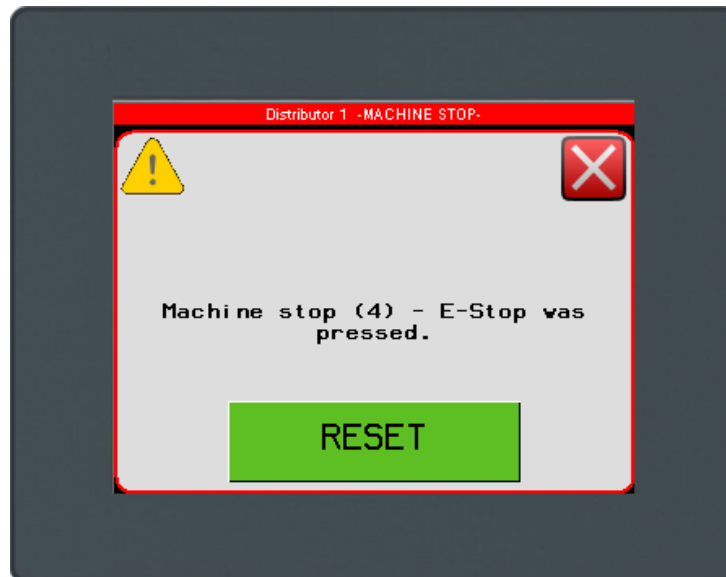 Distributor 1 -MACHINE STOP-
Machine stop (4) - E-Stop was
pressed.
RESET